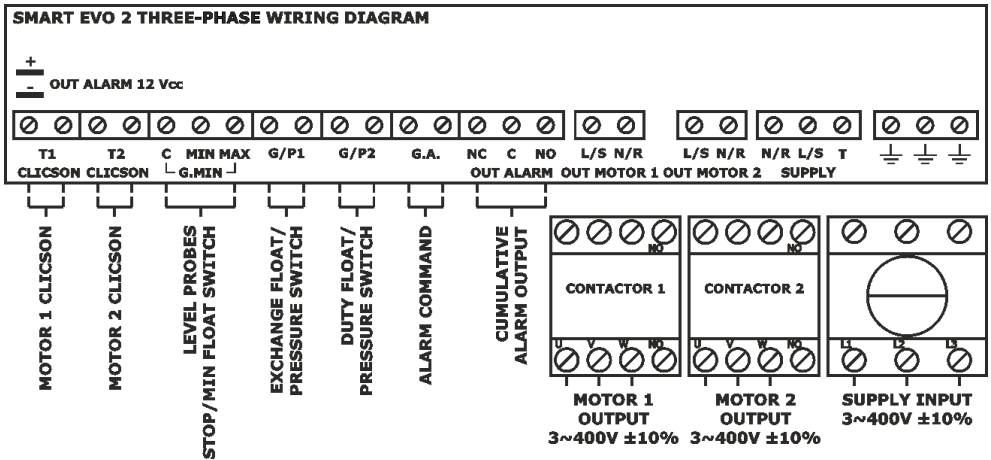 SMART EVO 2 THREE-PHASE WIRING DIAGRAM
+
- OUT ALARM 12 Vcc
T1 T2 C MIN MAX G/P1 G/P2 G.A. NC C NO L/S N/R L/S N/R N/R L/S T
CLICSON CLICSON G.MIN OUT ALARM OUT MOTOR 1 OUT MOTOR 2 SUPPLY
MOTOR 1 CLICSON
MOTOR 2 CLICSON
LEVEL PROBES
STOP/MIN FLOAT SWITCH
EXCHANGE FLOAT/
PRESSURE SWITCH
DUTY FLOAT/
PRESSURE SWITCH
ALARM COMMAND
CUMULATIVE
ALARM OUTPUT
NO
CONTACTOR 1
U V W NO
MOTOR 1
OUTPUT
3~400V ±10%
NO
CONTACTOR 2
U V W NO
MOTOR 2
OUTPUT
3~400V ±10%
L1 L2 L3
SUPPLY INPUT
3~400V ±10%